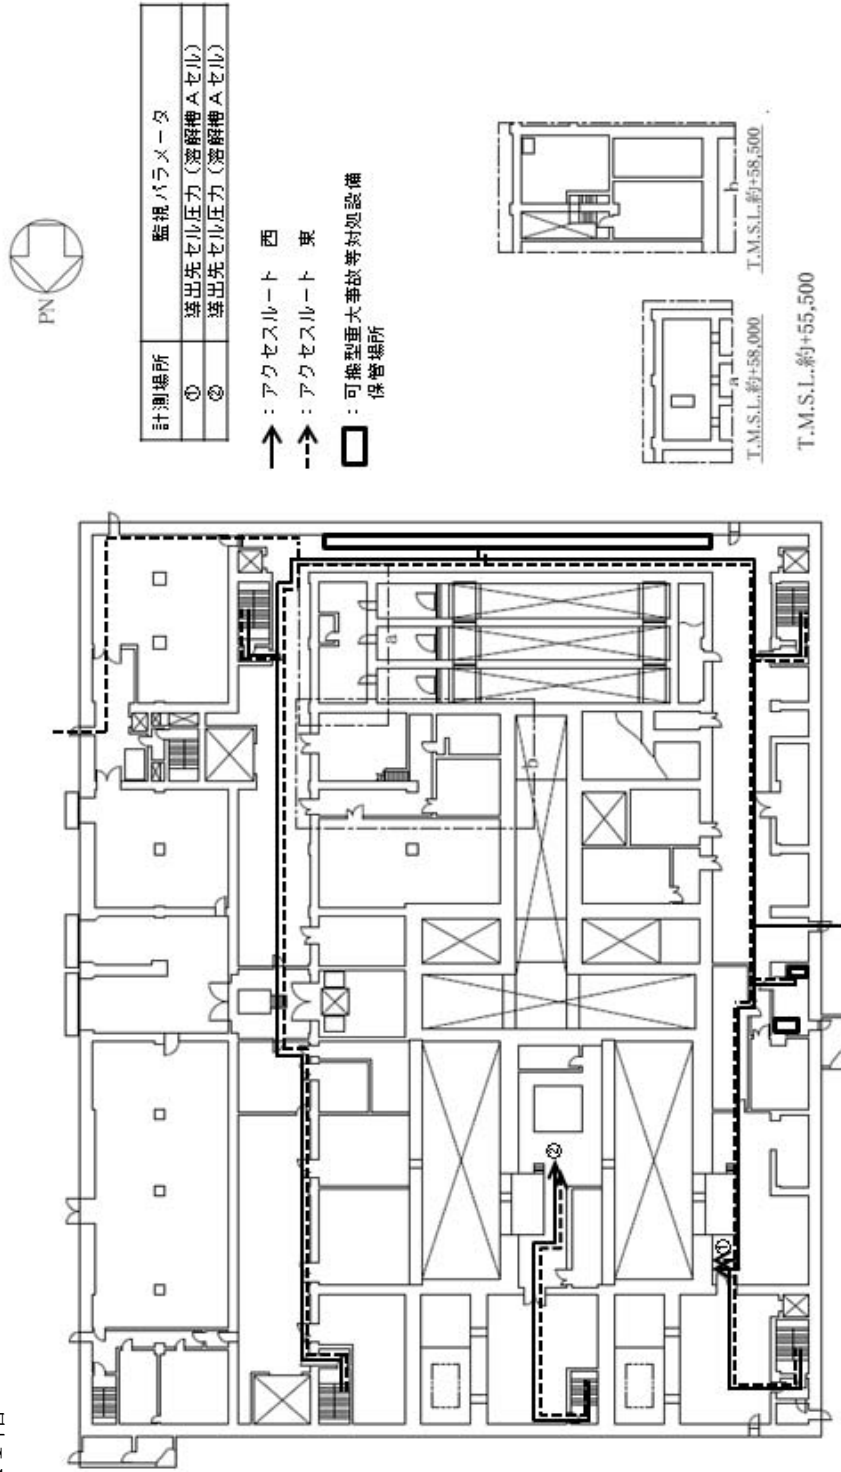 PN
計測場所 監視パラメータ
① 導出先セル圧力（溶解槽Aセル）
② 導出先セル圧力（溶解槽Aセル）
：アクセスルート 西
：アクセスルート 東
：可搬型重大事故等対処設備
保管場所
a
T.M.S.L.約+58,000
b
T.M.S.L.約+58,500
T.M.S.L.約+55,500
a
b
②
①